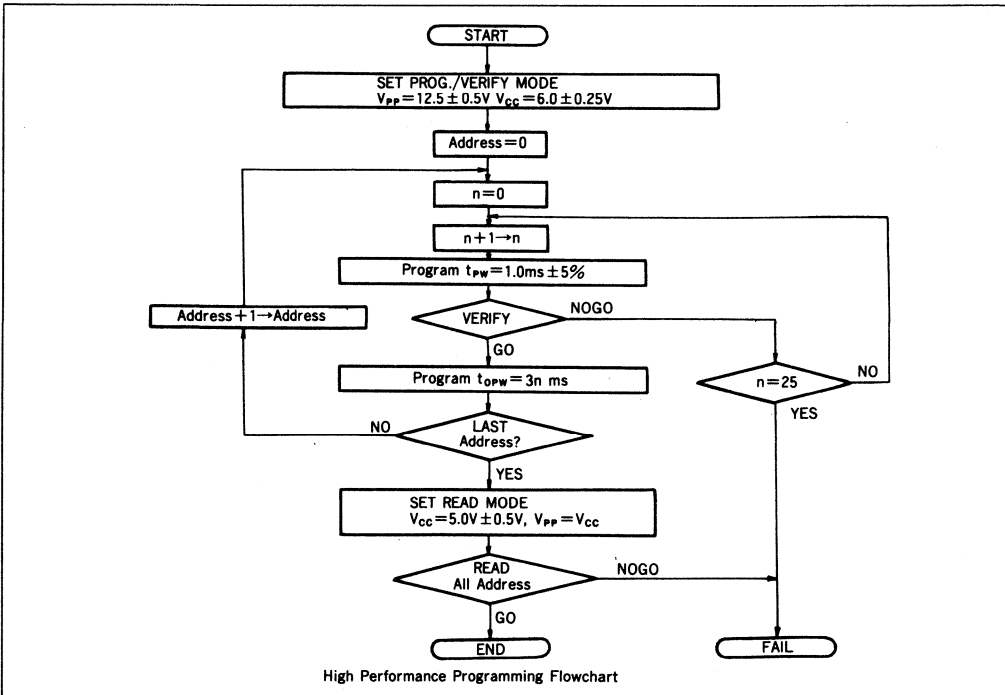 START
SET PROG./VERIFY MODE
VPP=12.5±0.5V VCC=6.0±0.25V
Address=0
n=0
n+1→n
Program tPW=1.0ms±5%
Address+1→Address
VERIFY
NOGO
GO
Program tOPW=3n ms
n=25
NO
YES
NO
LAST
Address?
YES
SET READ MODE
VCC=5.0V±0.5V, VPP=VCC
READ
All Address
NOGO
GO
END
FAIL
High Performance Programming Flowchart